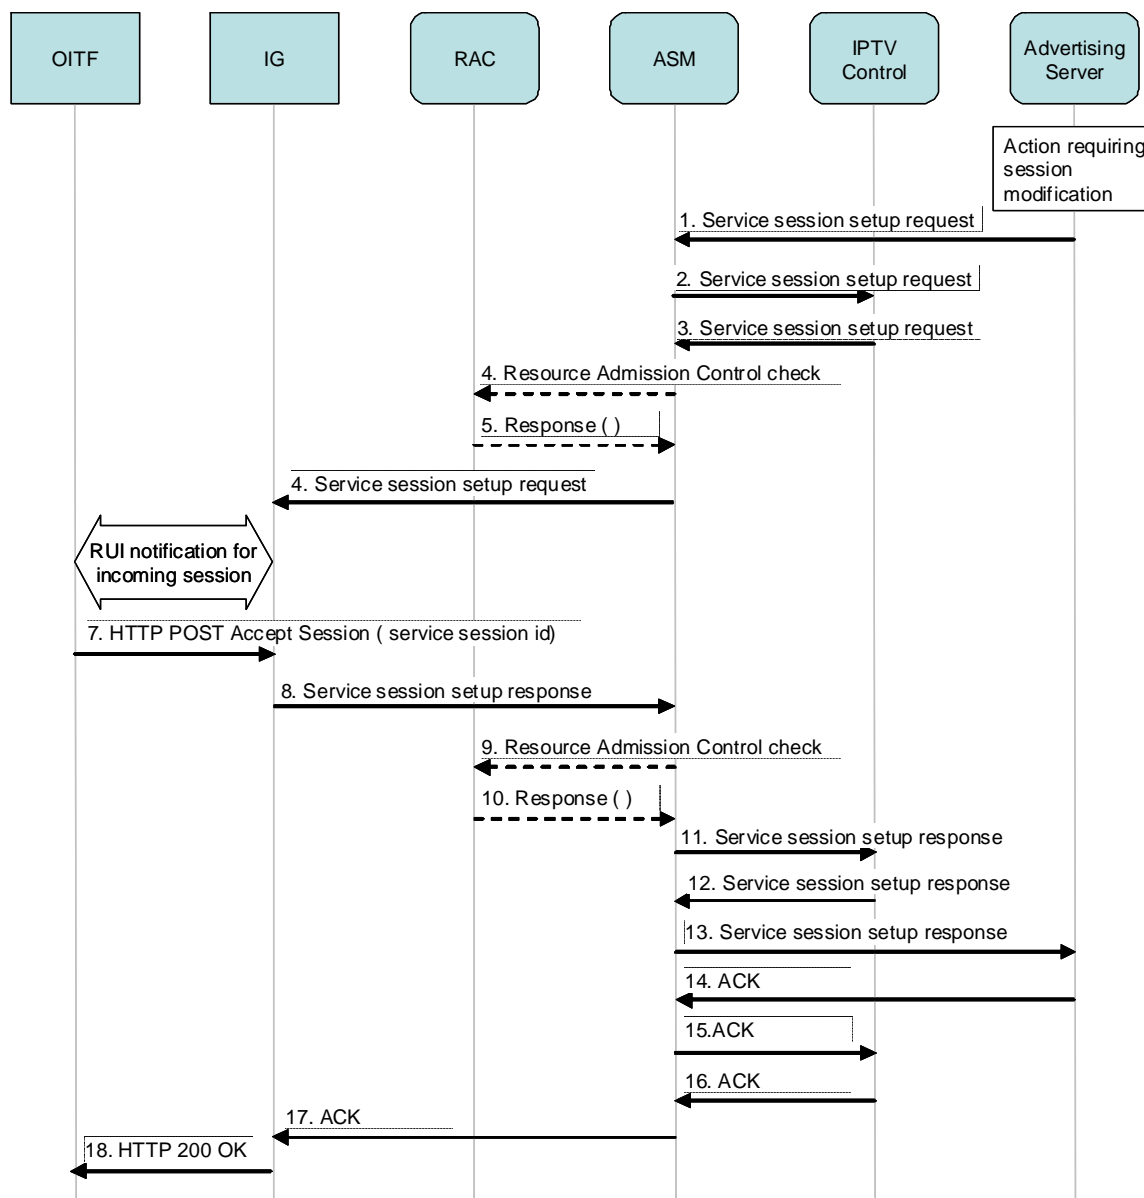 OITF
IG
RAC
ASM
IPTV
Control
Advertising
Server
Action requiring
session
modification
1. Service session setup request
2. Service session setup request
3. Service session setup request
4. Resource Admission Control check
5. Response ( )
4. Service session setup request
RUI notification for
incoming session
7. HTTP POST Accept Session ( service session id)
8. Service session setup response
9. Resource Admission Control check
10. Response ( )
11. Service session setup response
12. Service session setup response
13. Service session setup response
14. ACK
15.ACK
16. ACK
17. ACK
18. HTTP 200 OK